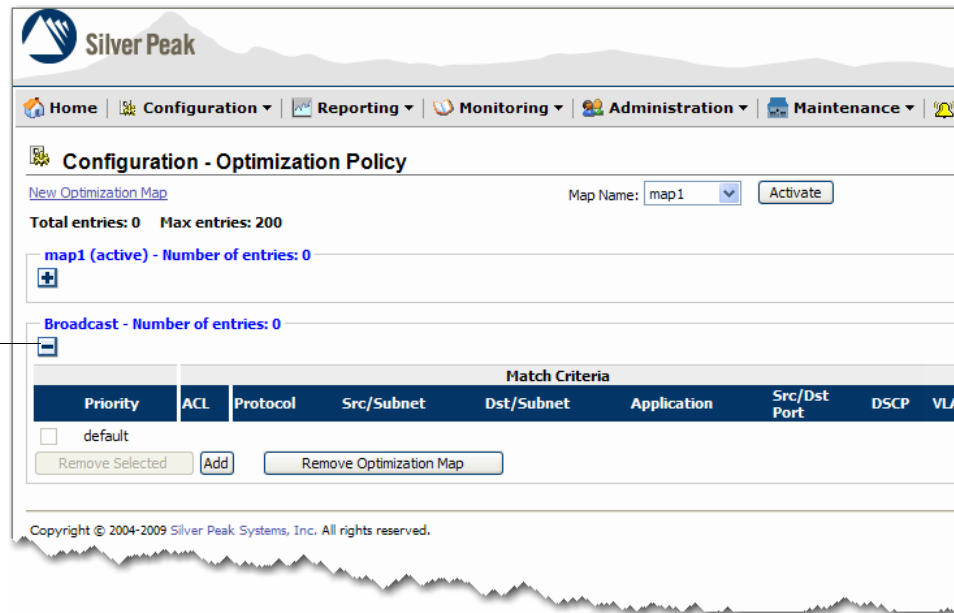 Silver Peak
Home | Configuration | Reporting | Monitoring | Administration | Maintenance |
Configuration - Optimization Policy
New Optimization Map Map Name: map1 Activate
Total entries: 0 Max entries: 200
map1 (active) - Number of entries: 0
Broadcast - Number of entries: 0
Match Criteria
Priority ACL Protocol Src/Subnet Dst/Subnet Application Src/Dst Port DSCP VLA
default
Remove Selected Add Remove Optimization Map
Copyright © 2004-2009 Silver Peak Systems, Inc. All rights reserved.